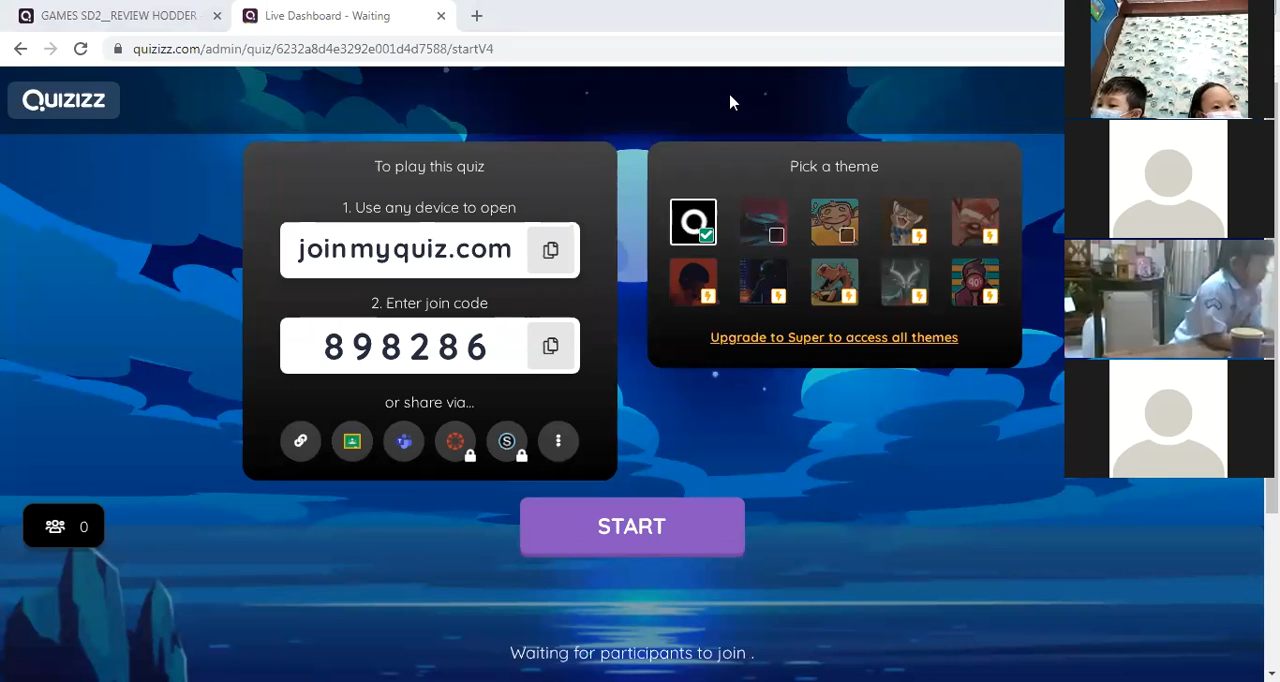 GAMES SD2__REVIEW HODDER
Live Dashboard - Waiting
quizizz.com/admin/quiz/6232a8d4e3292e001d4d7588/startV4
QUIZIZZ
To play this quiz
1. Use any device to open
joinmyquiz.com
2. Enter join code
898286
or share via...
Pick a theme
Upgrade to Super to access all themes
0
START
Waiting for participants to join .